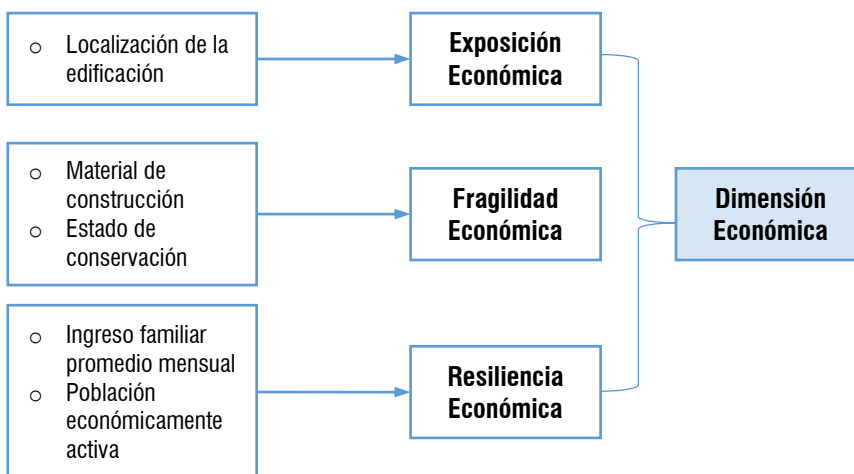 ○ Localización de la
edificación
Exposición
Económica
○ Material de
construcción
○ Estado de
conservación
Fragilidad
Económica
Dimensión
Económica
○ Ingreso familiar
promedio mensual
○ Población
económicamente
activa
Resiliencia
Económica